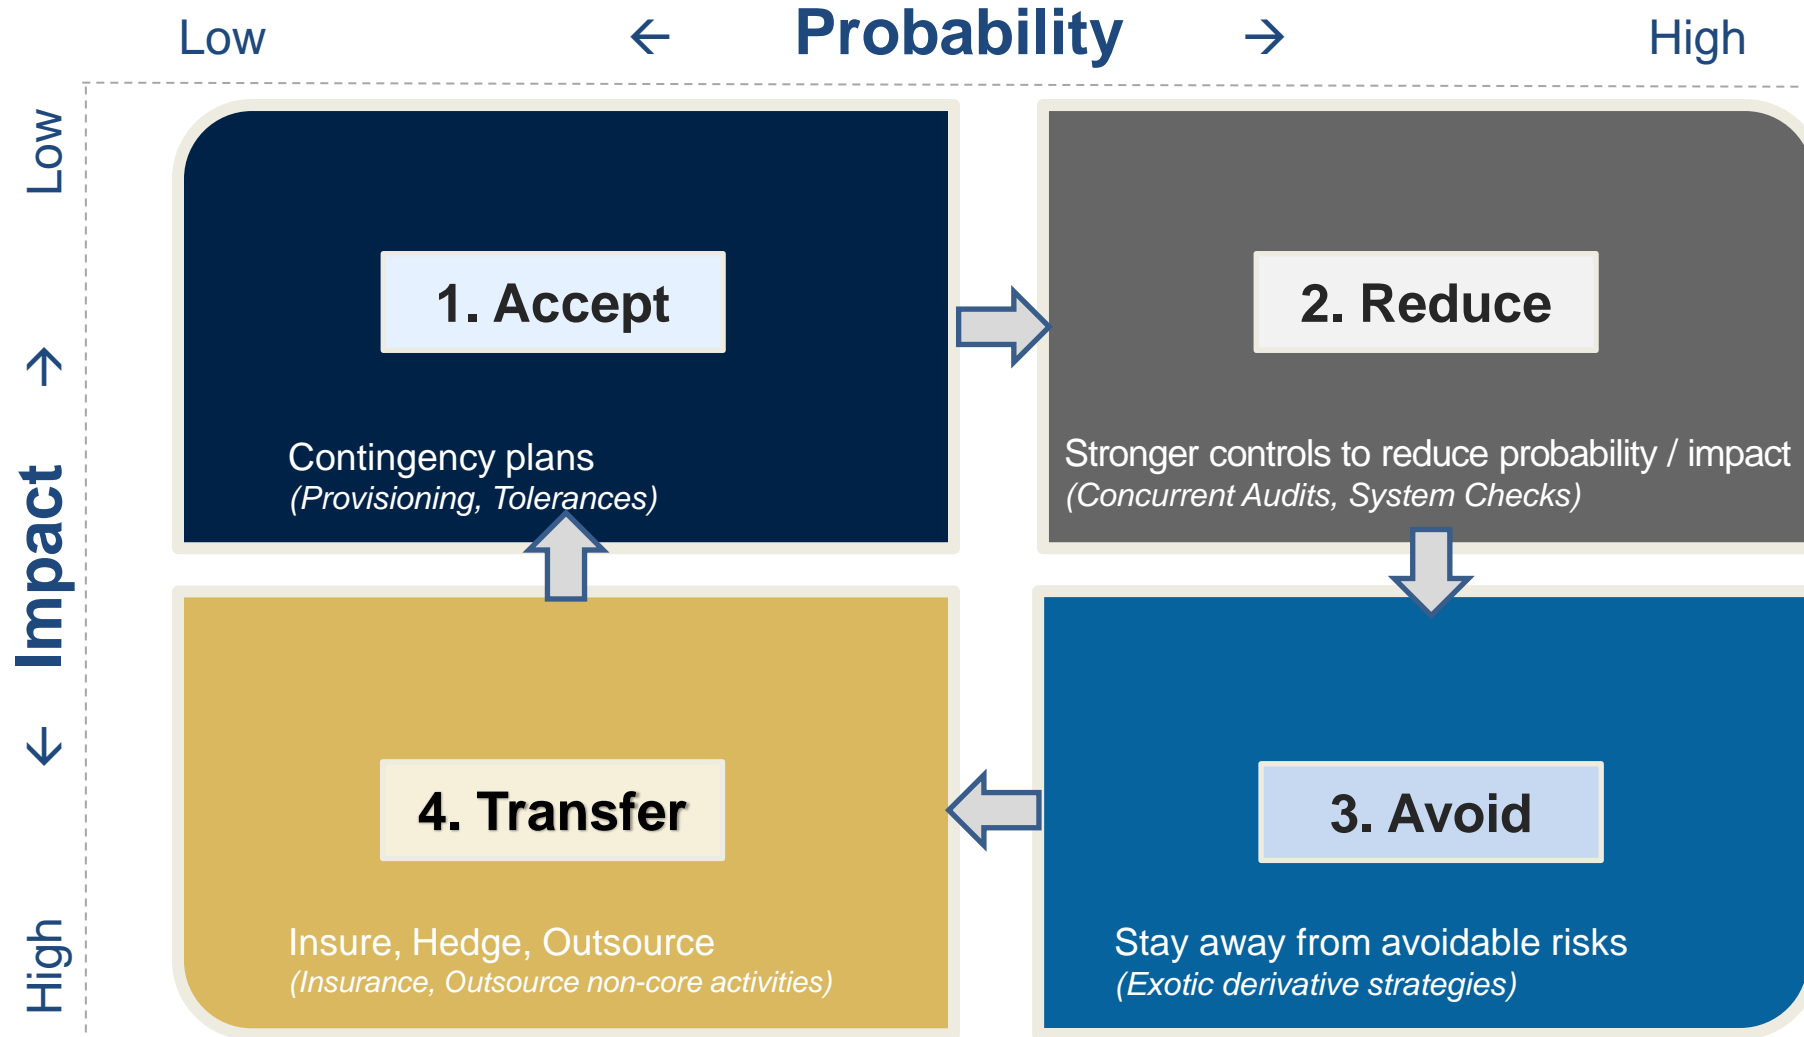 Low ← Probability → High
Low
← Impact →
High
1. Accept
Contingency plans
(Provisioning, Tolerances)
2. Reduce
Stronger controls to reduce probability / impact
(Concurrent Audits, System Checks)
4. Transfer
Insure, Hedge, Outsource
(Insurance, Outsource non-core activities)
3. Avoid
Stay away from avoidable risks
(Exotic derivative strategies)